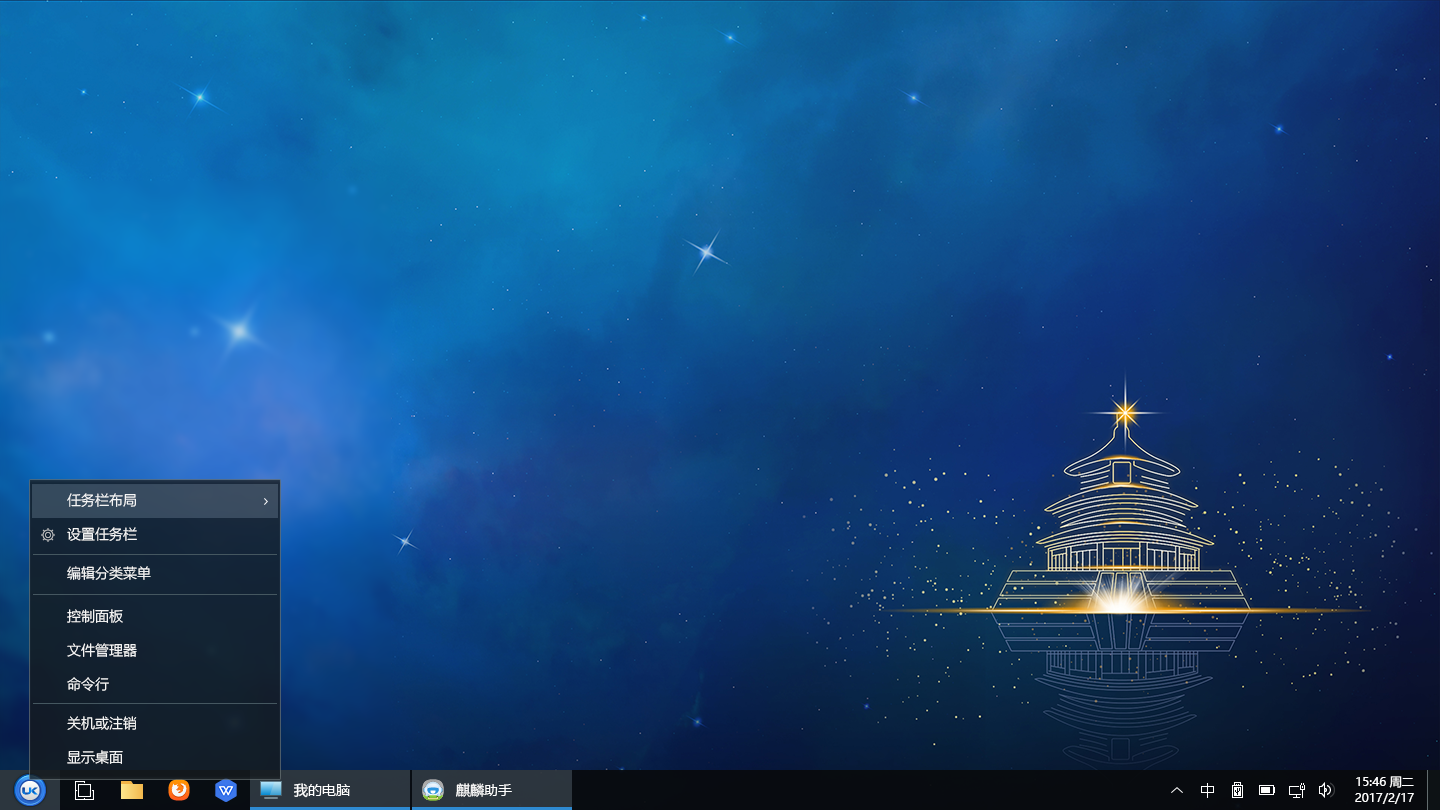 任务栏布局
设置任务栏
编辑分类菜单
控制面板
文件管理器
命令行
关机或注销
显示桌面
UK
W
我的电脑
麒麟助手
中
15:46 周二
2017/2/17